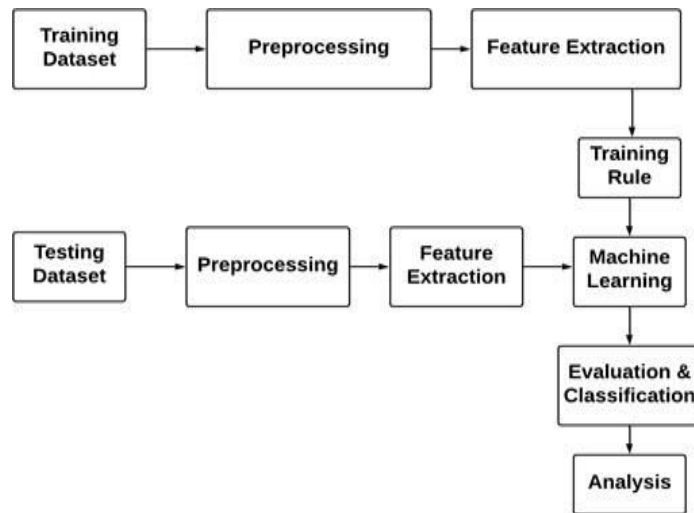 Training
Dataset
Preprocessing
Feature Extraction
Training
Rule
Testing
Dataset
Preprocessing
Feature
Extraction
Machine
Learning
Evaluation &
Classification
Analysis